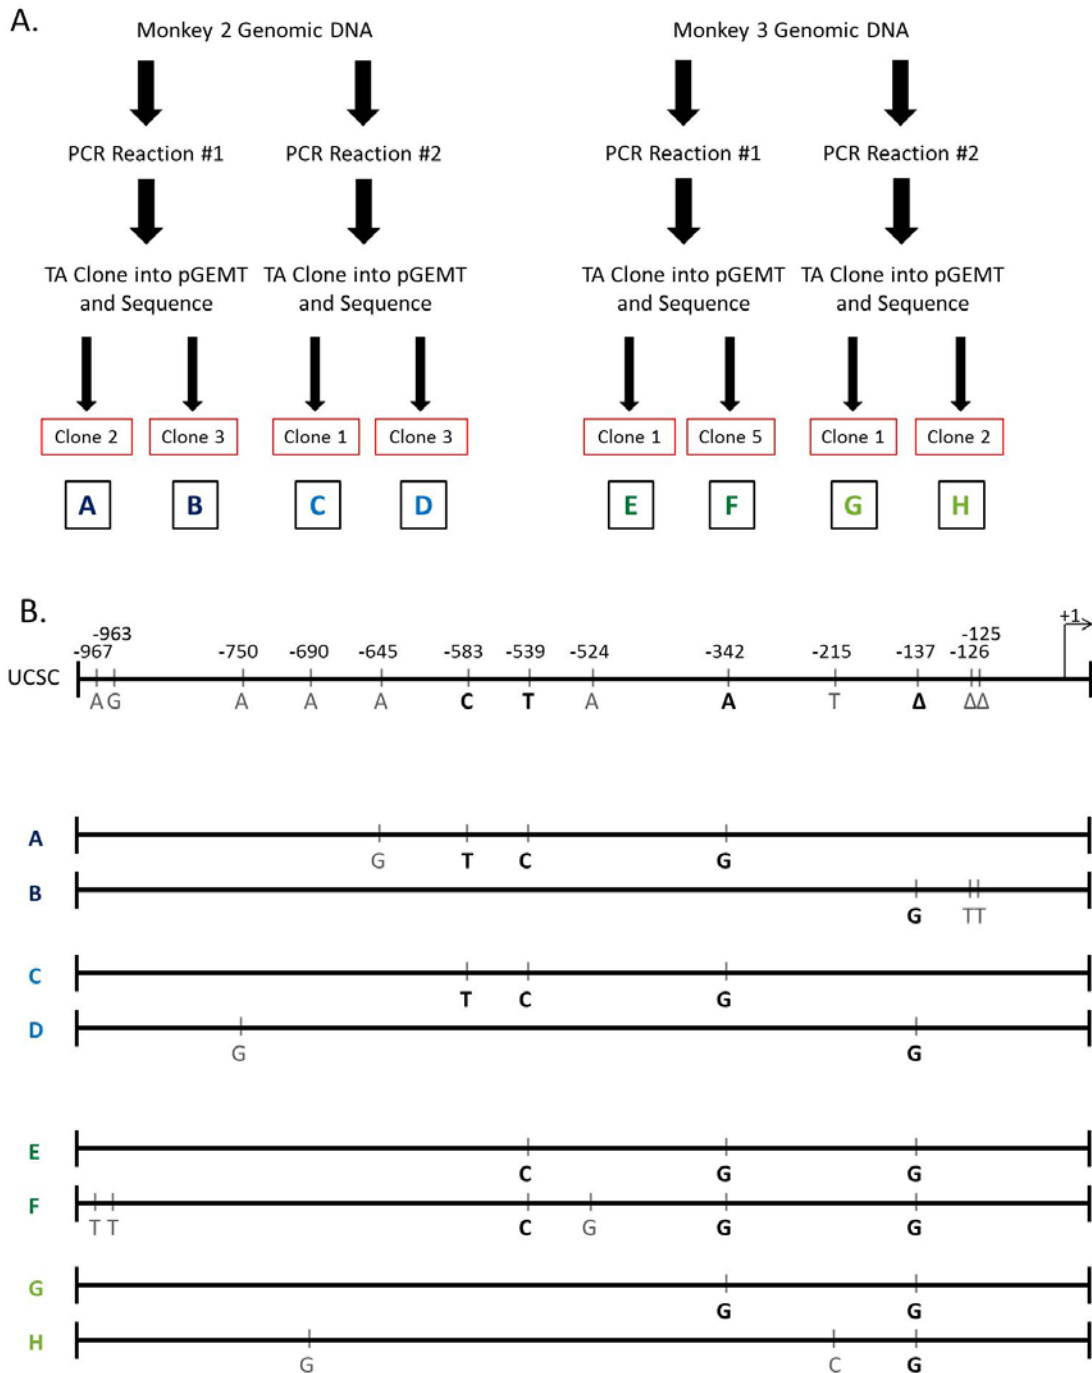 A.
Monkey 2 Genomic DNA Monkey 3 Genomic DNA
PCR Reaction #1 PCR Reaction #2 PCR Reaction #1 PCR Reaction #2
TA Clone into pGEMT TA Clone into pGEMT TA Clone into pGEMT TA Clone into pGEMT
and Sequence and Sequence and Sequence and Sequence
Clone 2 Clone 3 Clone 1 Clone 3 Clone 1 Clone 5 Clone 1 Clone 2
A B C D E F G H
B.
+1
-963 -125
-967 -750 -690 -645 -583 -539 -524 -342 -215 -137 -126
UCSC
A G A A A C T A A T Δ Δ Δ
A
G T C G
B
G T T
C
T C G
D
G G
E
C G G
F
T T C G G G
G
G G
H
G C G